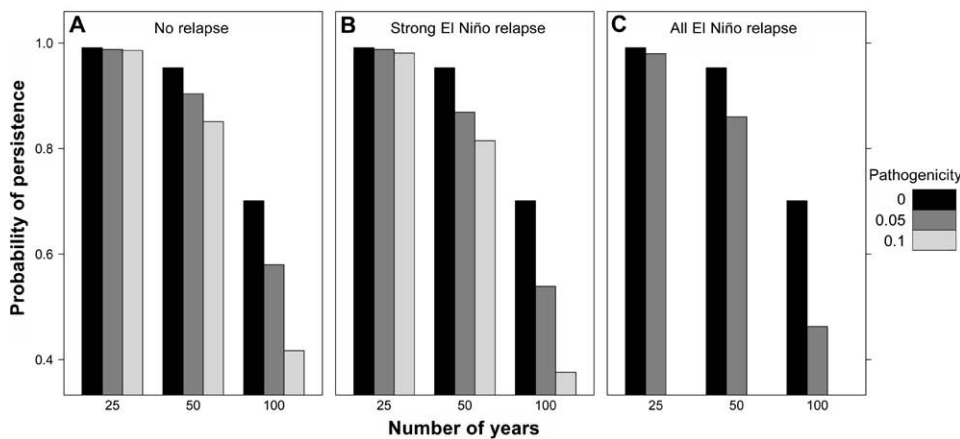 A
No relapse
B
Strong El Niño relapse
C
All El Niño relapse
1.0
0.8
0.6
0.4
Probability of persistence
25
50
100
25
50
100
25
50
100
Number of years
Pathogenicity
0
0.05
0.1